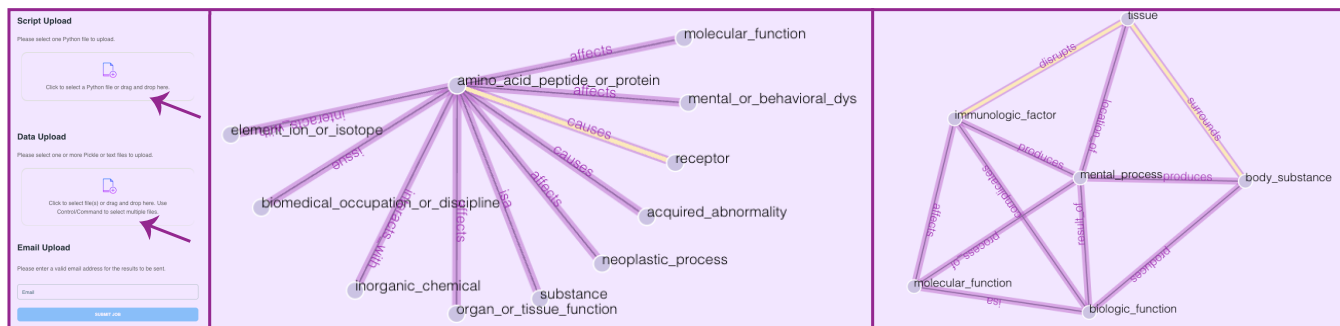 Script Upload
Please select one Python file to upload.
Click to select a Python file or drag and drop here.
Data Upload
Please select one or more Pickle or text files to upload.
Click to select file(s) or drag and drop here. Use
Control/Command to select multiple files.
Email Upload
Please enter a valid email address for the results to be sent.
Email
SUBMIT JOB
molecular_function
affects
amino_acid_peptide_or_protein
affects
mental_or_behavioral_dys
causes
element_ion_or_isotope
interacts_
issue
receptor
causes
biomedical_occupation_or_discipline
affects
isa
acquired_abnormality
interacts_with
affects
neoplastic_process
inorganic_chemical
substance
organ_or_tissue_function
tissue
disrupts
location_of
surrounds
immunologic_factor
produces
mental_process
produces
body_substance
complicates
affects
result_of
process_of
produces
molecular_function
isa
biologic_function